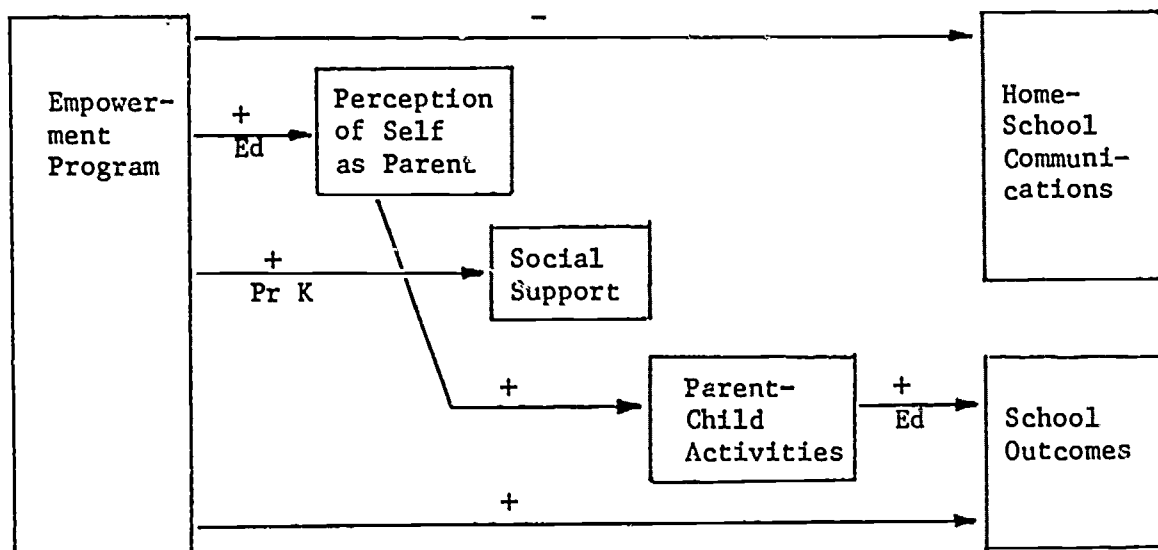 -
Empower-
ment
Program
+
Ed
Perception
of Self
as Parent
Home-
School
Communi-
cations
+
Pr K
Social
Support
+
Parent-
Child
Activities
+
Ed
School
Outcomes
+